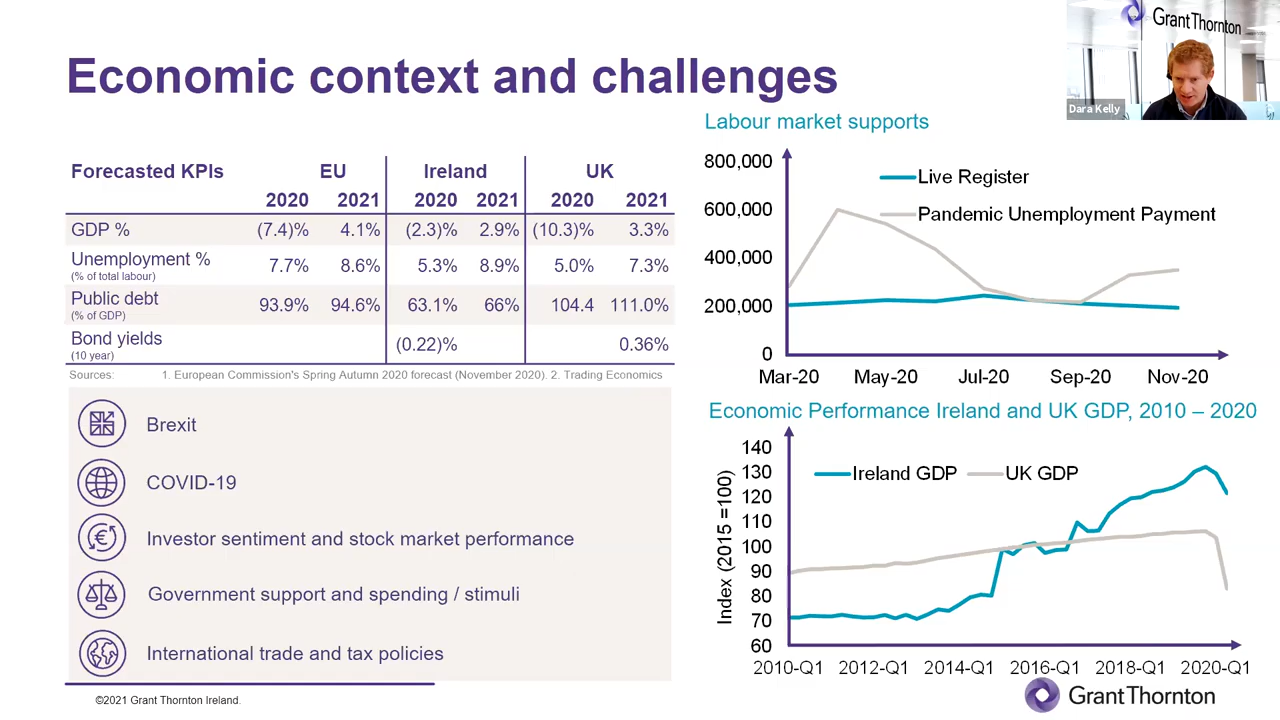 Grant Thornton
Dara Kelly
Economic context and challenges
Forecasted KPIs EU Ireland UK
2020 2021 2020 2021 2020 2021
GDP % (7.4)% 4.1% (2.3)% 2.9% (10.3)% 3.3%
Unemployment % 7.7% 8.6% 5.3% 8.9% 5.0% 7.3%
(% of total labour)
Public debt 93.9% 94.6% 63.1% 66% 104.4 111.0%
(% of GDP)
Bond yields (0.22)% 0.36%
(10 year)
Sources: 1. European Commission's Spring Autumn 2020 forecast (November 2020). 2. Trading Economics
Brexit
COVID-19
Investor sentiment and stock market performance
Government support and spending / stimuli
International trade and tax policies
©2021 Grant Thornton Ireland.
Labour market supports
800,000
600,000
400,000
200,000
0
Live Register
Pandemic Unemployment Payment
Mar-20 May-20 Jul-20 Sep-20 Nov-20
Economic Performance Ireland and UK GDP, 2010 – 2020
Index (2015 =100)
140
130
120
110
100
90
80
70
60
Ireland GDP UK GDP
2010-Q1 2012-Q1 2014-Q1 2016-Q1 2018-Q1 2020-Q1
Grant Thornton